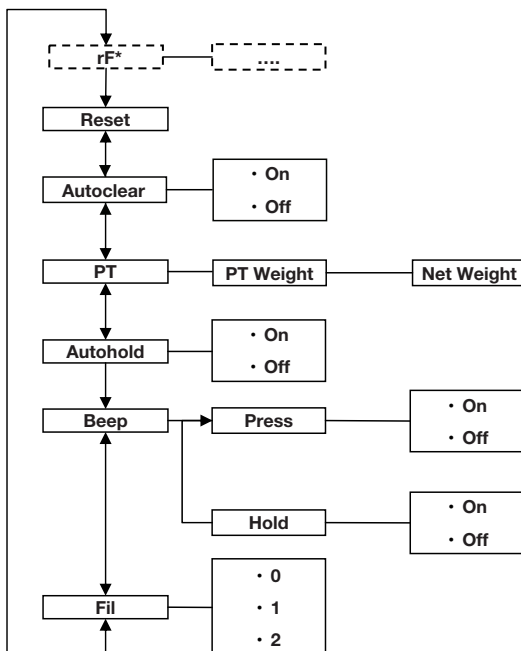 rF* ....
Reset
Autoclear
• On
• Off
PT PT Weight Net Weight
Autohold
• On
• Off
Beep Press
• On
• Off
Hold
• On
• Off
Fil
• 0
• 1
• 2